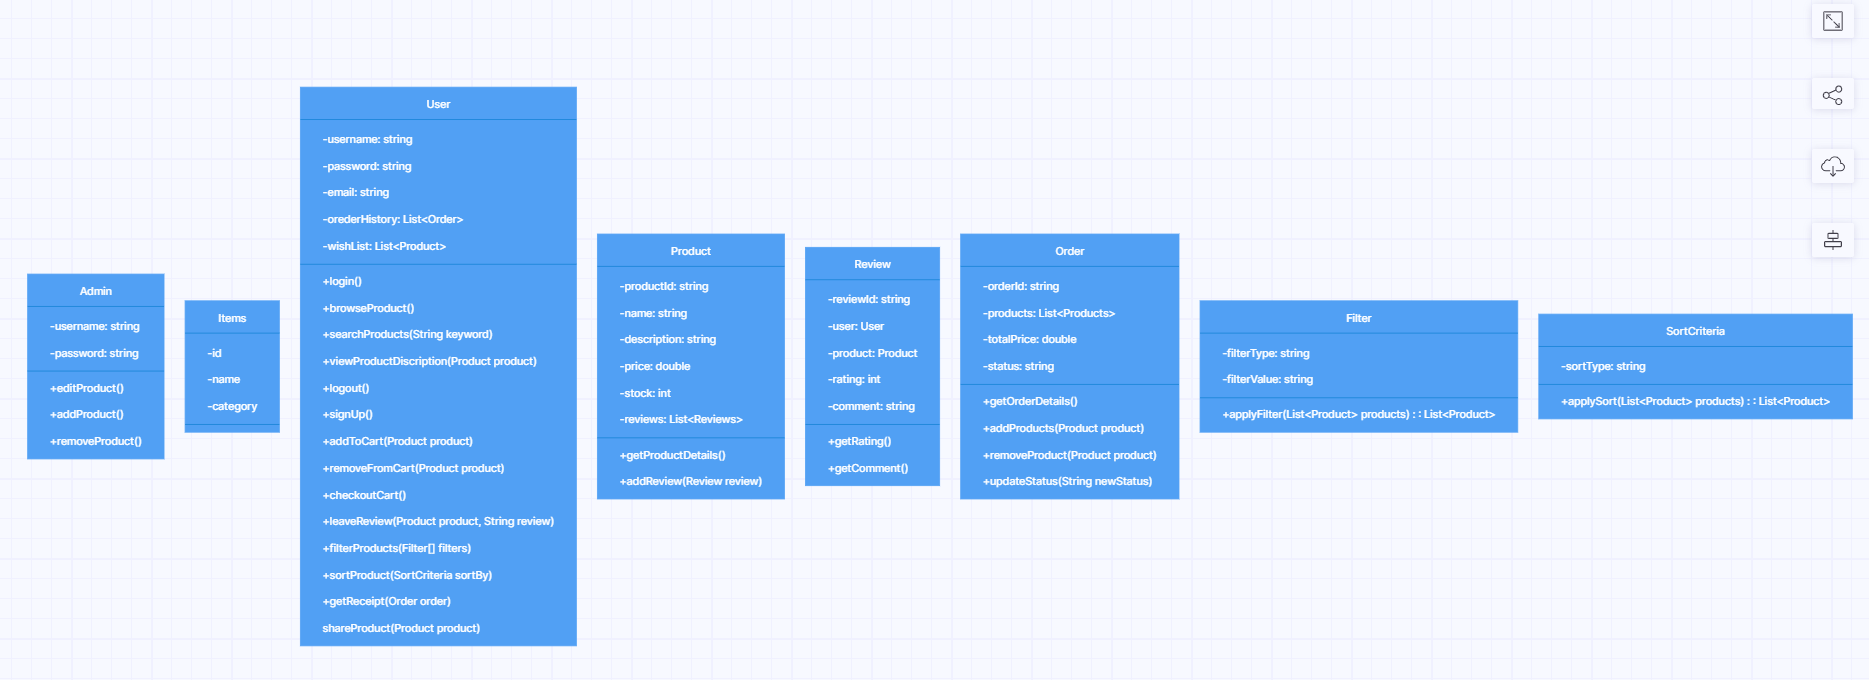 Admin
-username: string
-password: string
+editProduct()
+addProduct()
+removeProduct()
Items
-id
-name
-category
User
-username: string
-password: string
-email: string
-orederHistory: List<Order>
-wishList: List<Product>
+login()
+browseProduct()
+searchProducts(String keyword)
+viewProductDiscription(Product product)
+logout()
+signUp()
+addToCart(Product product)
+removeFromCart(Product product)
+checkoutCart()
+leaveReview(Product product, String review)
+filterProducts(Filter[] filters)
+sortProduct(SortCriteria sortBy)
+getReceipt(Order order)
shareProduct(Product product)
Product
-productId: string
-name: string
-description: string
-price: double
-stock: int
-reviews: List<Reviews>
+getProductDetails()
+addReview(Review review)
Review
-reviewId: string
-user: User
-product: Product
-rating: int
-comment: string
+getRating()
+getComment()
Order
-orderId: string
-products: List<Products>
-totalPrice: double
-status: string
+getOrderDetails()
+addProducts(Product product)
+removeProduct(Product product)
+updateStatus(String newStatus)
Filter
-filterType: string
-filterValue: string
+applyFilter(List<Product> products) : : List<Product>
SortCriteria
-sortType: string
+applySort(List<Product> products) : : List<Product>